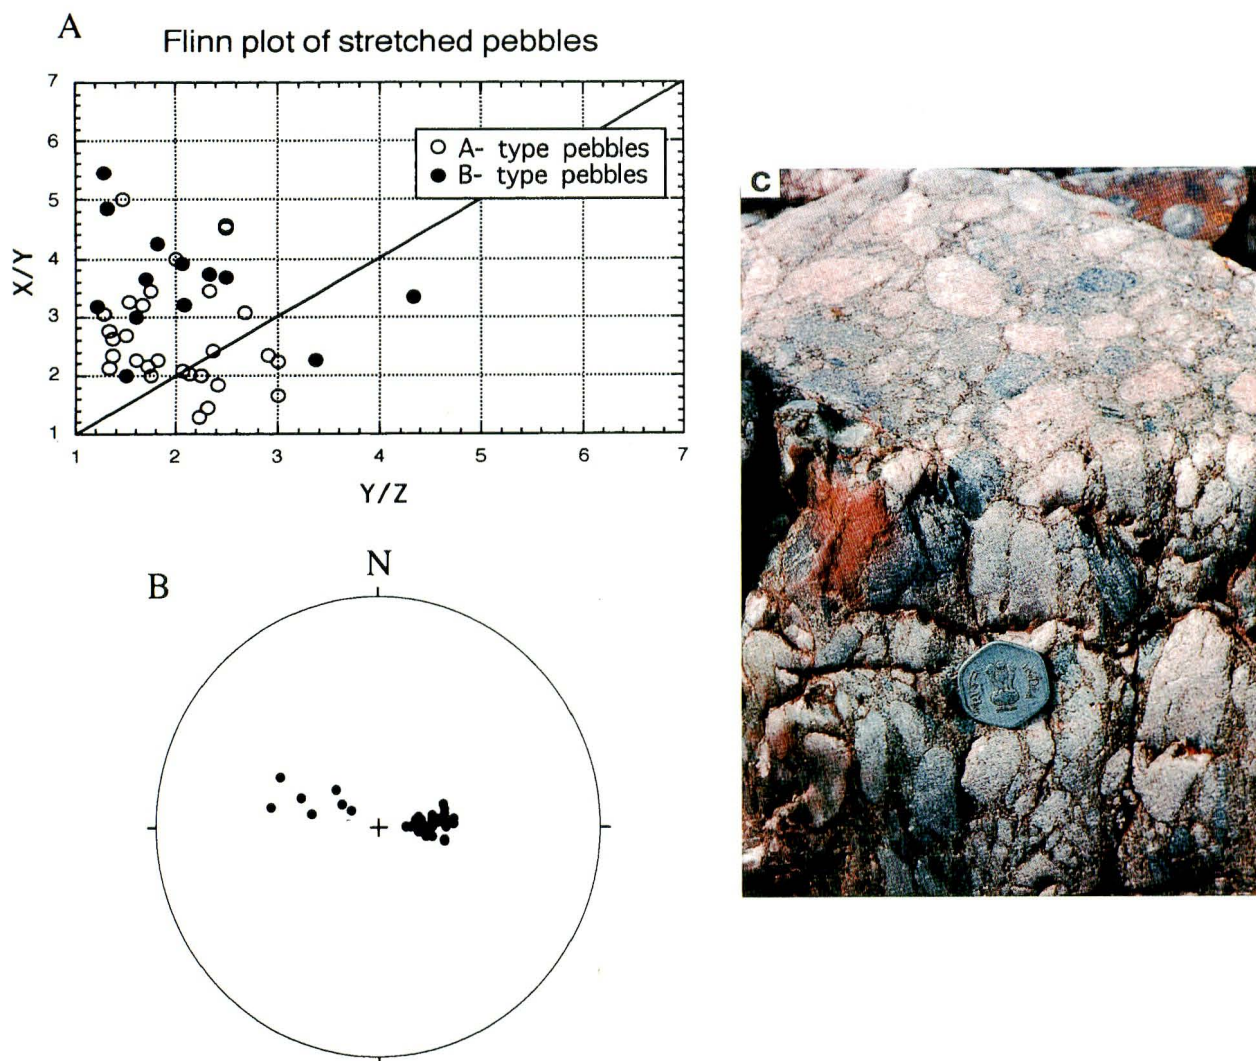 A
Flinn plot of stretched pebbles
7
6
5
4
3
2
1
X/Y
1 2 3 4 5 6 7
Y/Z
A- type pebbles
B- type pebbles
B
N
C